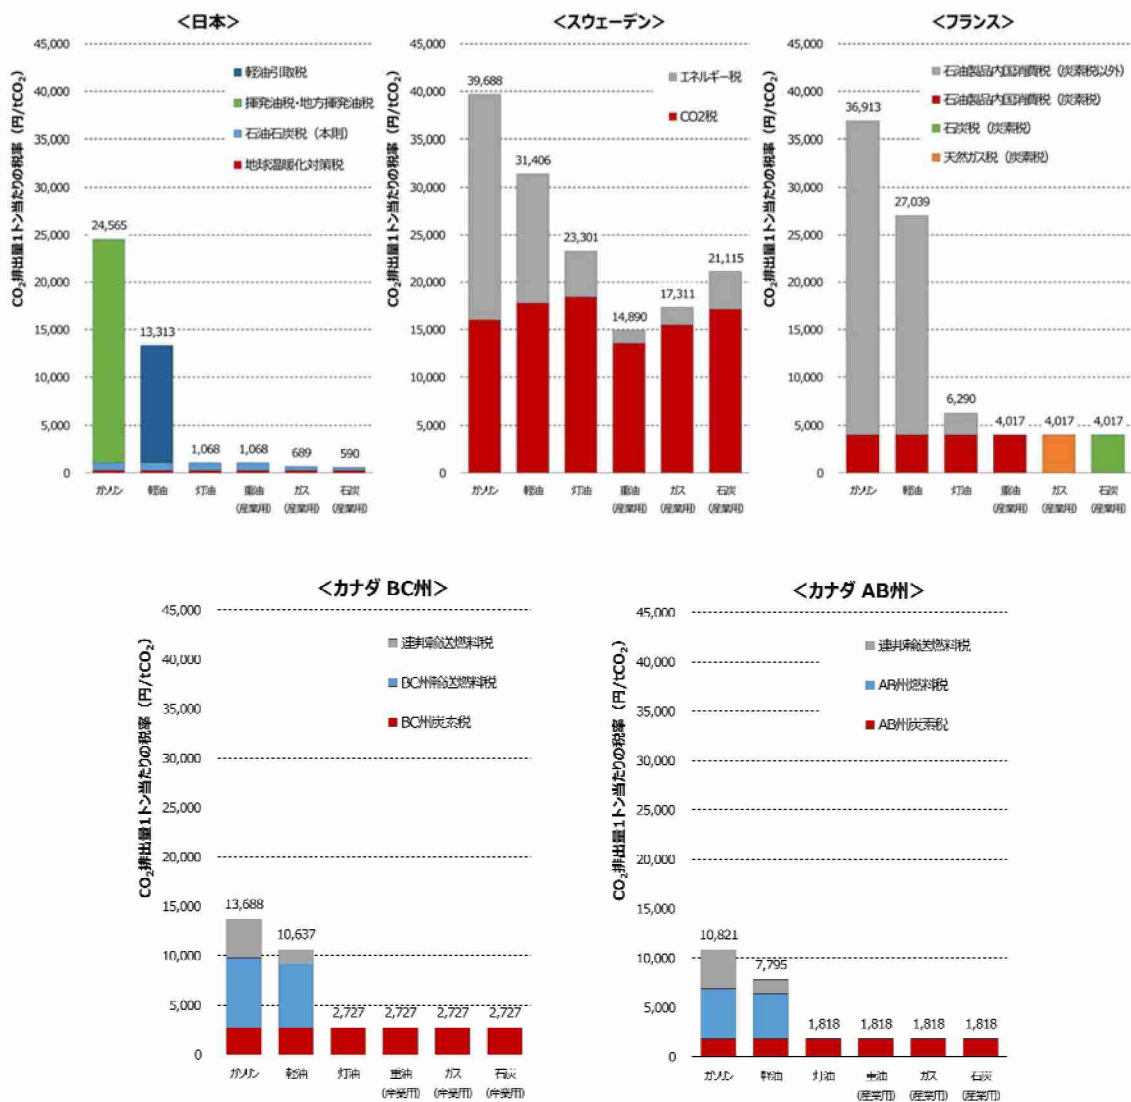 <日本>
CO₂排出量1トン当たりの税率（円/tCO₂）
45,000
40,000
35,000
30,000
25,000
20,000
15,000
10,000
5,000
0
軽油引取税
揮発油税・地方揮発油税
石油石炭税（本則）
地球温暖化対策税
24,565
13,313
1,068
1,068
689
590
ガソリン
軽油
灯油
重油
(産業用)
ガス
(産業用)
石炭
(産業用)
<スウェーデン>
CO₂排出量1トン当たりの税率（円/tCO₂）
45,000
40,000
35,000
30,000
25,000
20,000
15,000
10,000
5,000
0
エネルギー税
CO2税
39,688
31,406
23,301
14,890
17,311
21,115
ガソリン
軽油
灯油
重油
(産業用)
ガス
(産業用)
石炭
(産業用)
<フランス>
CO₂排出量1トン当たりの税率（円/tCO₂）
45,000
40,000
35,000
30,000
25,000
20,000
15,000
10,000
5,000
0
石油製品内国消費税（炭素税以外）
石油製品内国消費税（炭素税）
石炭税（炭素税）
天然ガス税（炭素税）
36,913
27,039
6,290
4,017
4,017
4,017
ガソリン
軽油
灯油
重油
(産業用)
ガス
(産業用)
石炭
(産業用)
<カナダ BC州>
CO₂排出量1トン当たりの税率（円/tCO₂）
45,000
40,000
35,000
30,000
25,000
20,000
15,000
10,000
5,000
0
連邦輸送燃料税
BC州輸送燃料税
BC州炭素税
13,688
10,637
2,727
2,727
2,727
2,727
ガソリン
軽油
灯油
重油
(産業用)
ガス
(産業用)
石炭
(産業用)
<カナダ AB州>
CO₂排出量1トン当たりの税率（円/tCO₂）
45,000
40,000
35,000
30,000
25,000
20,000
15,000
10,000
5,000
0
連邦輸送燃料税
AB州燃料税
AB州炭素税
10,821
7,795
1,818
1,818
1,818
1,818
ガソリン
軽油
灯油
重油
(産業用)
ガス
(産業用)
石炭
(産業用)